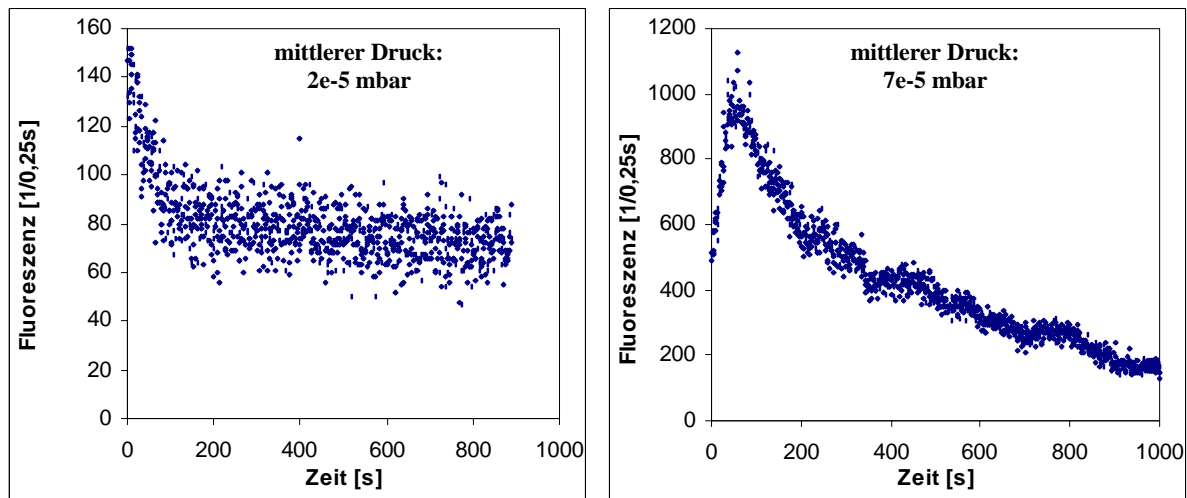 mittlerer Druck:
2e-5 mbar
Fluoreszenz [1/0,25s]
160
140
120
100
80
60
40
20
0
0 200 400 600 800 1000
Zeit [s]
mittlerer Druck:
7e-5 mbar
Fluoreszenz [1/0,25s]
1200
1000
800
600
400
200
0
0 200 400 600 800 1000
Zeit [s]